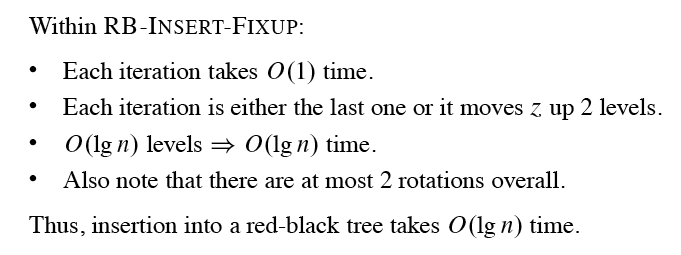 Within RB-INSERT-FIXUP:
• Each iteration takes O(1) time.
• Each iteration is either the last one or it moves z up 2 levels.
• O(lg n) levels ⇒ O(lg n) time.
• Also note that there are at most 2 rotations overall.
Thus, insertion into a red-black tree takes O(lg n) time.